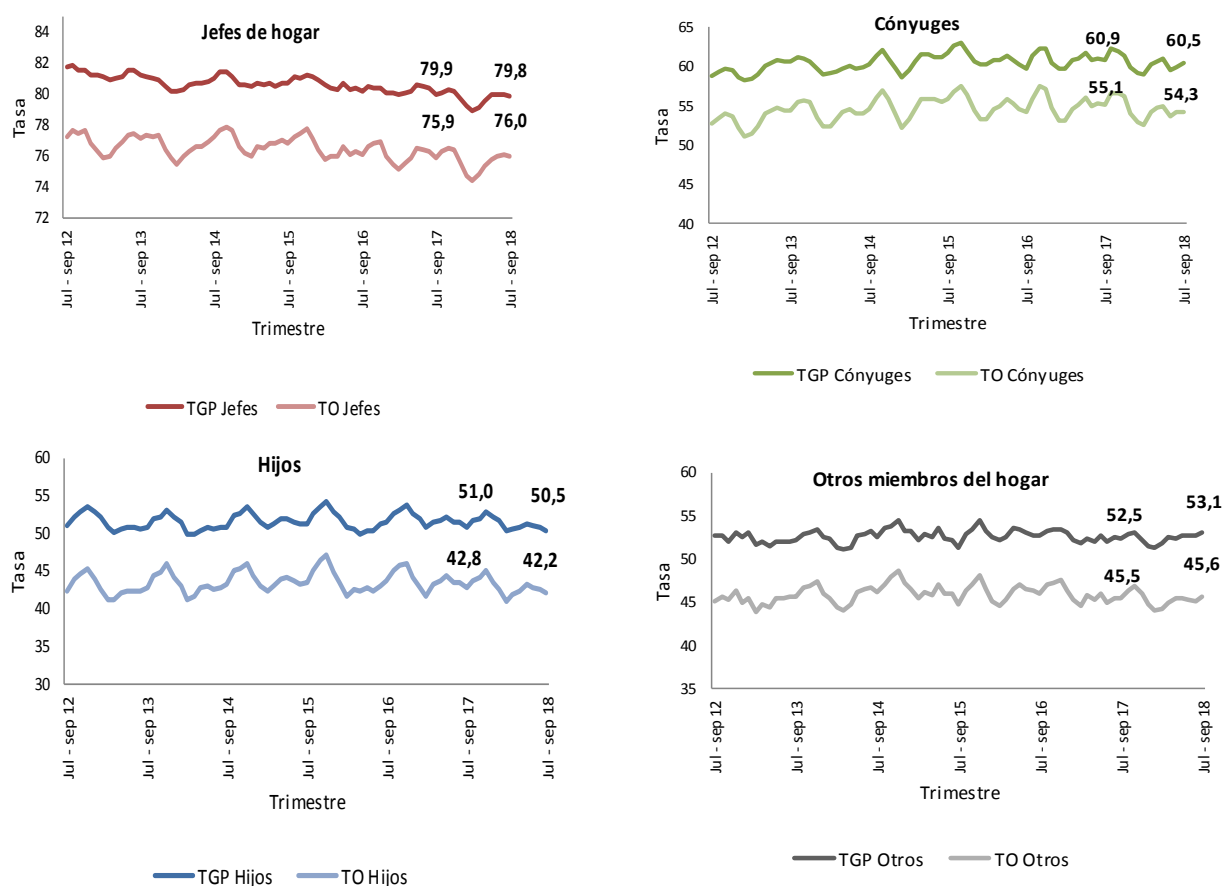 Jefes de hogar
84
82
80
78
76
74
72
Tasa
79,9
79,8
75,9
76,0
Jul - sep 12
Jul - sep 13
Jul - sep 14
Jul - sep 15
Jul - sep 16
Jul - sep 17
Jul - sep 18
Trimestre
TGP Jefes
TO Jefes
Cónyuges
65
60
55
50
45
40
Tasa
60,9
60,5
55,1
54,3
Jul - sep 12
Jul - sep 13
Jul - sep 14
Jul - sep 15
Jul - sep 16
Jul - sep 17
Jul - sep 18
Trimestre
TGP Cónyuges
TO Cónyuges
Hijos
60
55
50
45
40
35
30
Tasa
51,0
50,5
42,8
42,2
Jul - sep 12
Jul - sep 13
Jul - sep 14
Jul - sep 15
Jul - sep 16
Jul - sep 17
Jul - sep 18
Trimestre
TGP Hijos
TO Hijos
Otros miembros del hogar
60
55
50
45
40
35
Tasa
52,5
53,1
45,5
45,6
Jul - sep 12
Jul - sep 13
Jul - sep 14
Jul - sep 15
Jul - sep 16
Jul - sep 17
Jul - sep 18
Trimestre
TGP Otros
TO Otros